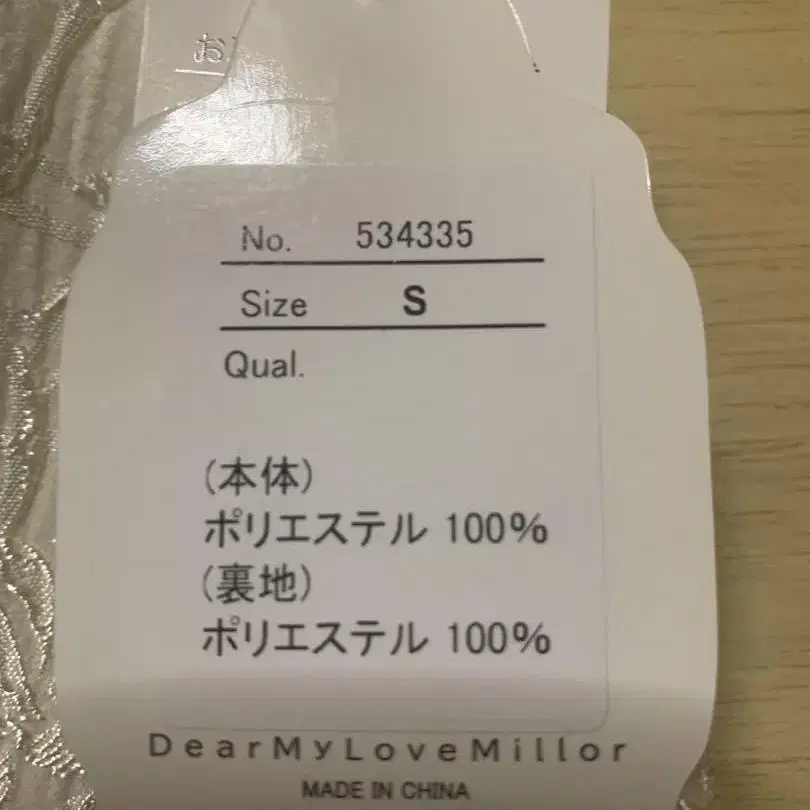 お
No. 534335
Size S
Qual.
(本体)
ポリエステル 100%
(裏地)
ポリエステル 100%
DearMyLoveMillor
MADE IN CHINA